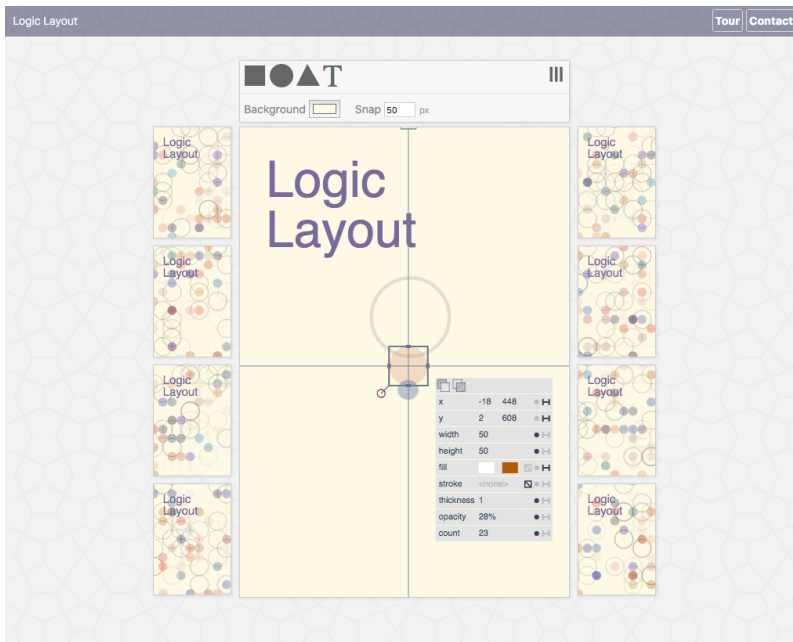 Logic Layout
Tour Contact
T
Background Snap 50 px
Logic
Layout
Logic
Layout
Logic
Layout
Logic
Layout
Logic
Layout
Logic
Layout
Logic
Layout
Logic
Layout
Logic
Layout
x -18 448
y 2 608
width 50
height 50
fill
stroke <none>
thickness 1
opacity 28%
count 23